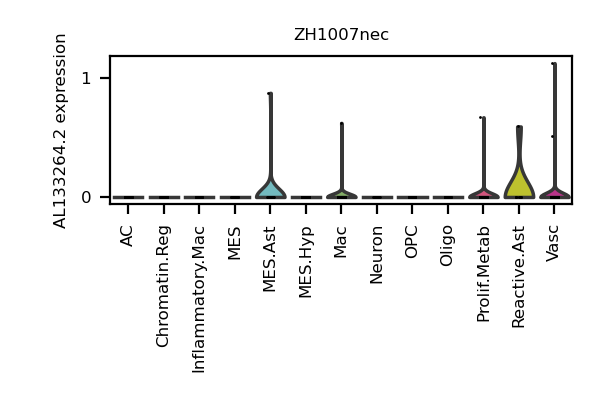 ZH1007nec
AL133264.2 expression
1
0
AC
Chromatin.Reg
Inflammatory.Mac
MES
MES.Ast
MES.Hyp
Mac
Neuron
OPC
Oligo
Prolif.Metab
Reactive.Ast
Vasc